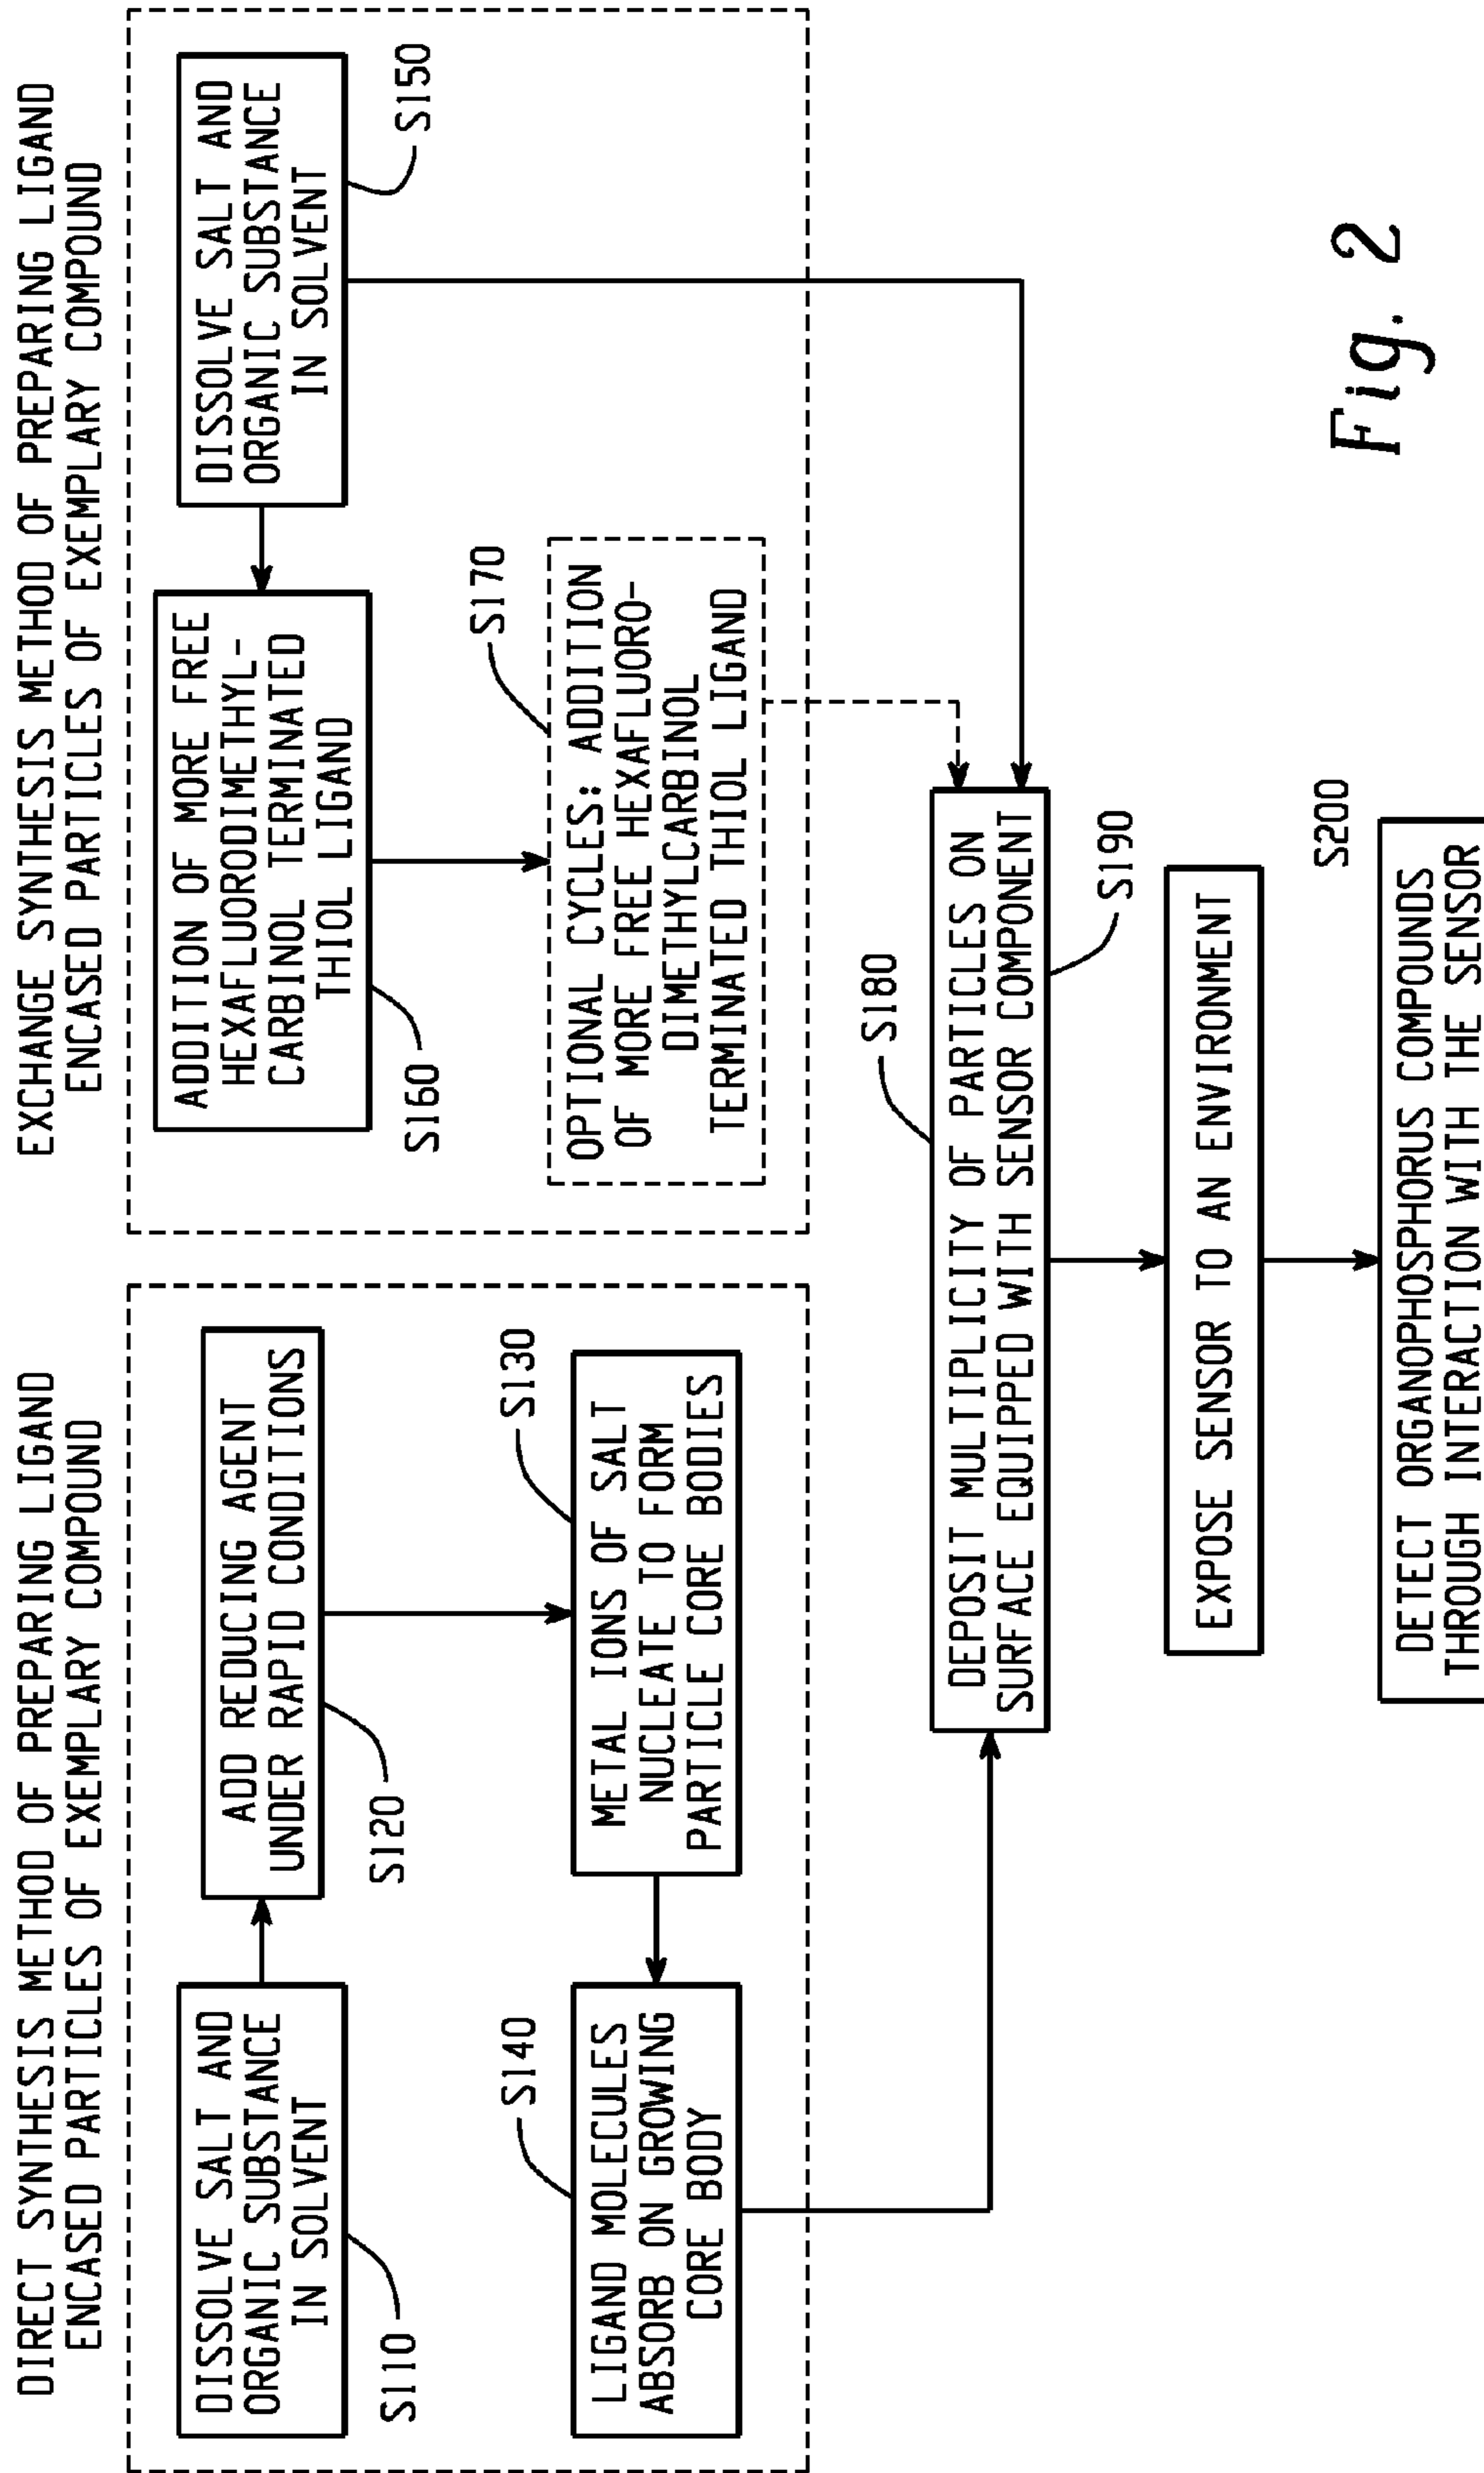 DIRECT SYNTHESIS METHOD OF PREPARING LIGAND
ENCASED PARTICLES OF EXEMPLARY COMPOUND
DISSOLVE SALT AND
ORGANIC SUBSTANCE
IN SOLVENT
S110
ADD REDUCING AGENT
UNDER RAPID CONDITIONS
S120
METAL IONS OF SALT
NUCLEATE TO FORM
PARTICLE CORE BODIES
S130
LIGAND MOLECULES
ABSORB ON GROWING
CORE BODY
S140
EXCHANGE SYNTHESIS METHOD OF PREPARING LIGAND
ENCASED PARTICLES OF EXEMPLARY COMPOUND
DISSOLVE SALT AND
ORGANIC SUBSTANCE
IN SOLVENT
S150
ADDITION OF MORE FREE
HEXAFLUORODIMETHYL-
CARBINOL TERMINATED
THIOL LIGAND
S160
OPTIONAL CYCLES: ADDITION
OF MORE FREE HEXAFLUORO-
DIMETHYLCARBINOL
TERMINATED THIOL LIGAND
S170
DEPOSIT MULTIPLICITY OF PARTICLES ON
SURFACE EQUIPPED WITH SENSOR COMPONENT
S180
S190
EXPOSE SENSOR TO AN ENVIRONMENT
S200
DETECT ORGANOPHOSPHORUS COMPOUNDS
THROUGH INTERACTION WITH THE SENSOR
Fig. 2